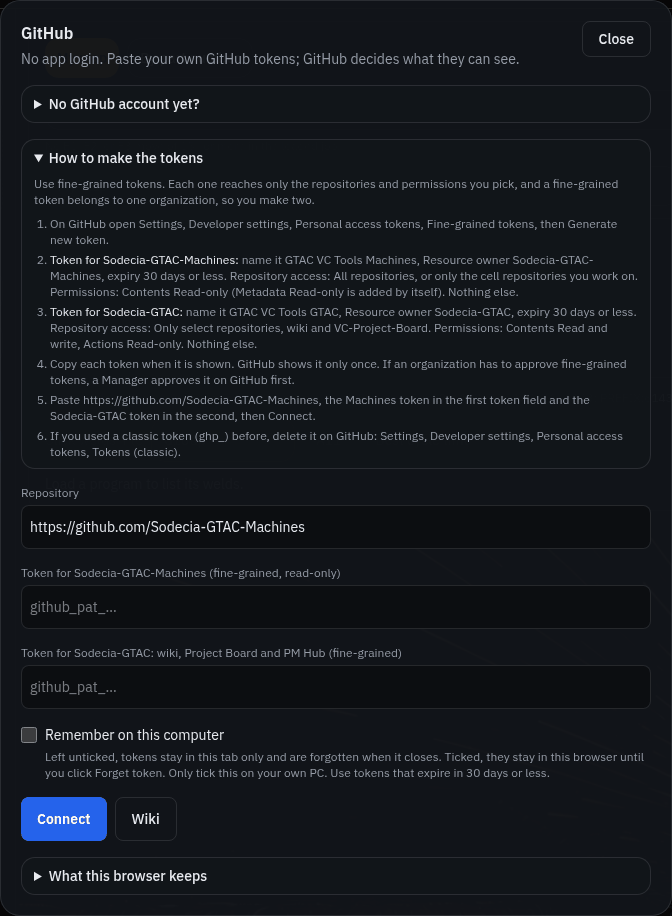 GitHub
Close
No app login. Paste your own GitHub tokens; GitHub decides what they can see.
▶ No GitHub account yet?
▼ How to make the tokens
Use fine-grained tokens. Each one reaches only the repositories and permissions you pick, and a fine-grained
token belongs to one organization, so you make two.
1. On GitHub open Settings, Developer settings, Personal access tokens, Fine-grained tokens, then Generate
new token.
2. Token for Sodecia-GTAC-Machines: name it GTAC VC Tools Machines, Resource owner Sodecia-GTAC-
Machines, expiry 30 days or less. Repository access: All repositories, or only the cell repositories you work on.
Permissions: Contents Read-only (Metadata Read-only is added by itself). Nothing else.
3. Token for Sodecia-GTAC: name it GTAC VC Tools GTAC, Resource owner Sodecia-GTAC, expiry 30 days or less.
Repository access: Only select repositories, wiki and VC-Project-Board. Permissions: Contents Read and
write, Actions Read-only. Nothing else.
4. Copy each token when it is shown. GitHub shows it only once. If an organization has to approve fine-grained
tokens, a Manager approves it on GitHub first.
5. Paste https://github.com/Sodecia-GTAC-Machines, the Machines token in the first token field and the
Sodecia-GTAC token in the second, then Connect.
6. If you used a classic token (ghp_) before, delete it on GitHub: Settings, Developer settings, Personal access
tokens, Tokens (classic).
Repository
https://github.com/Sodecia-GTAC-Machines
Token for Sodecia-GTAC-Machines (fine-grained, read-only)
github_pat_...
Token for Sodecia-GTAC: wiki, Project Board and PM Hub (fine-grained)
github_pat_...
Remember on this computer
Left unticked, tokens stay in this tab only and are forgotten when it closes. Ticked, they stay in this browser until
you click Forget token. Only tick this on your own PC. Use tokens that expire in 30 days or less.
Connect
Wiki
▶ What this browser keeps